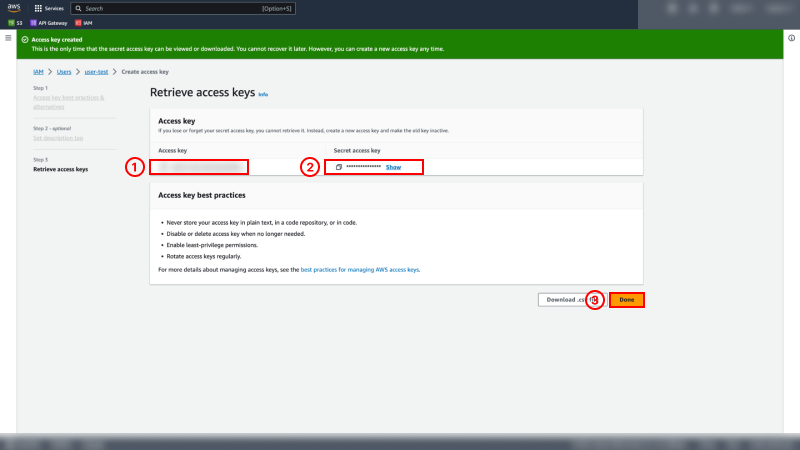 aws Services Search [Option+S]
S3 API Gateway IAM
Access key created
This is the only time that the secret access key can be viewed or downloaded. You cannot recover it later. However, you can create a new access key any time.
IAM > Users > user-test > Create access key
Step 1
Access key best practices &
alternatives
Step 2 - optional
Set description tag
Step 3
Retrieve access keys
Retrieve access keys Info
Access key
If you lose or forget your secret access key, you cannot retrieve it. Instead, create a new access key and make the old key inactive.
Access key Secret access key
1 2 *************** Show
Access key best practices
• Never store your access key in plain text, in a code repository, or in code.
• Disable or delete access key when no longer needed.
• Enable least-privilege permissions.
• Rotate access keys regularly.
For more details about managing access keys, see the best practices for managing AWS access keys.
Download 3 Done